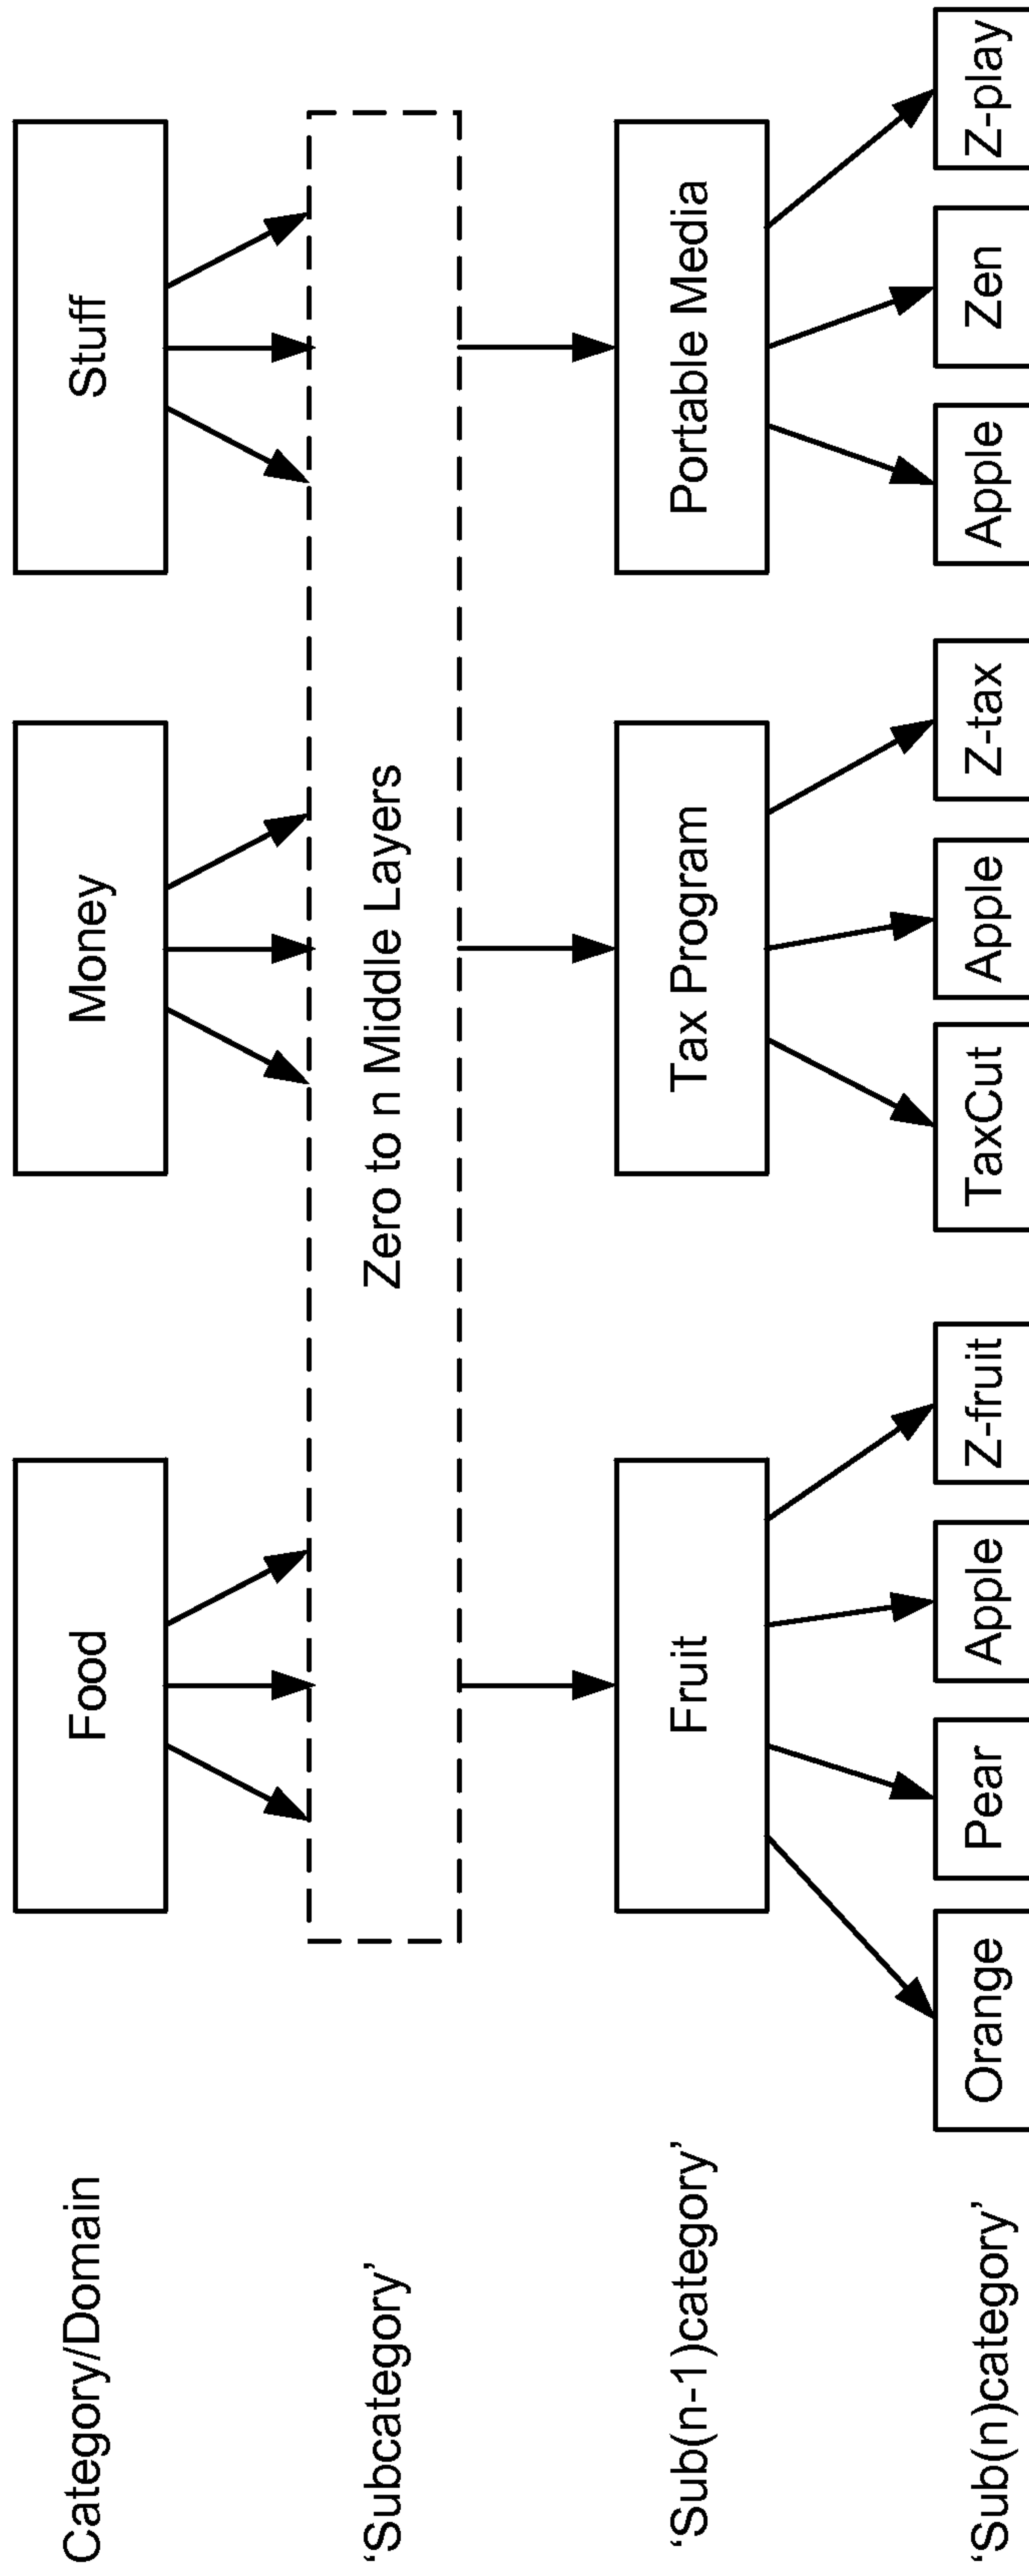 Category/Domain
Food
Money
Stuff
‘Subcategory’
Zero to n Middle Layers
‘Sub(n-1)category’
Fruit
Tax Program
Portable Media
‘Sub(n)category’
Orange
Pear
Apple
Z-fruit
TaxCut
Apple
Z-tax
Apple
Zen
Z-play